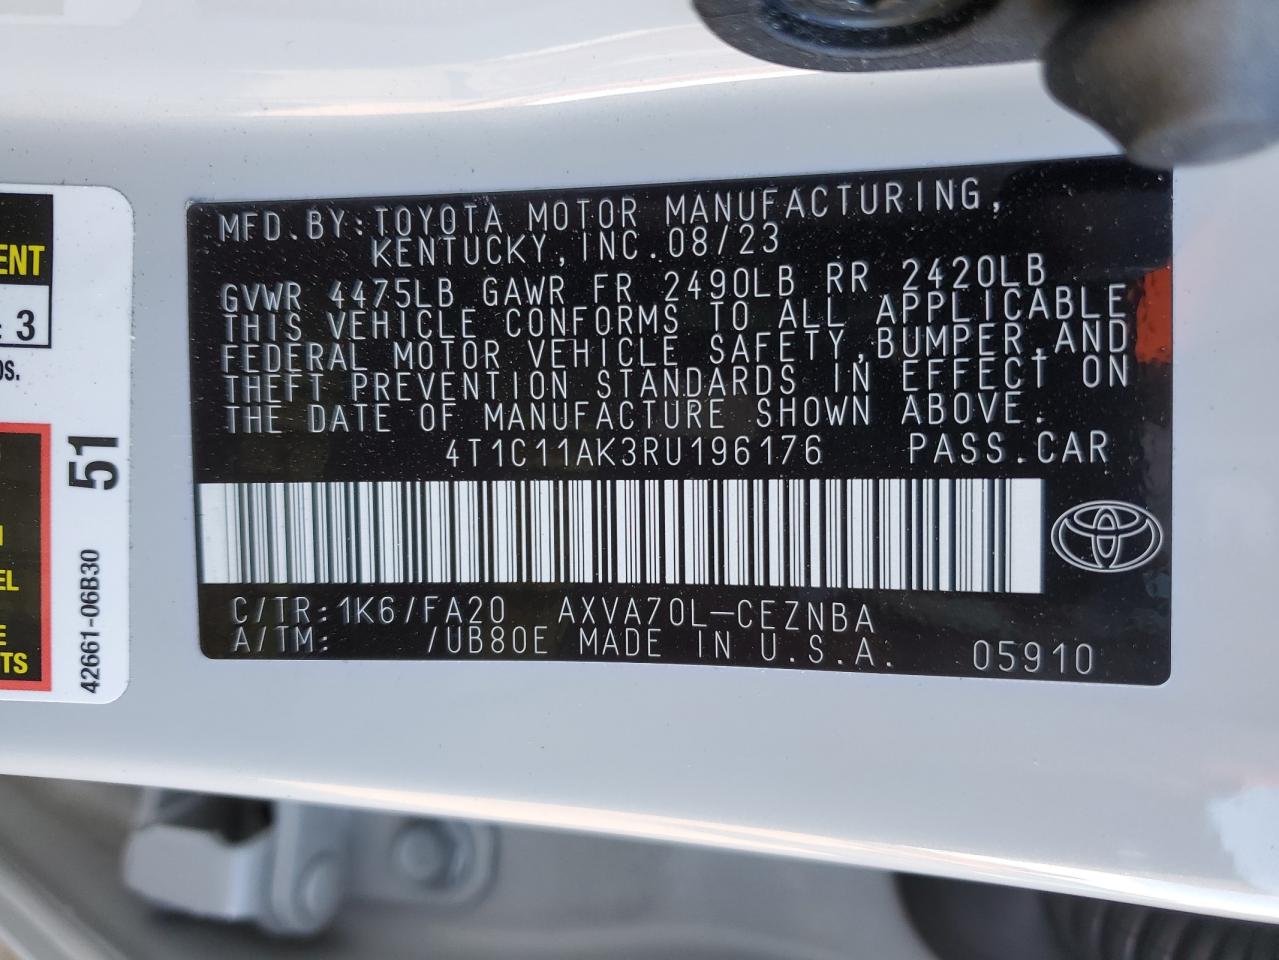 MFD.BY:TOYOTA MOTOR MANUFACTURING,
KENTUCKY,INC.08/23
GVWR 4475LB GAWR FR 2490LB RR 2420LB
THIS VEHICLE CONFORMS TO ALL APPLICABLE
FEDERAL MOTOR VEHICLE SAFETY,BUMPER,AND
THEFT PREVENTION STANDARDS IN EFFECT ON
THE DATE OF MANUFACTURE SHOWN ABOVE.
4T1C11AK3RU196176 PASS.CAR
C/TR:1K6/FA20 AXVA70L-CEZNBA
A/TM: /UB80E MADE IN U.S.A. 05910
ENT
: 3
OS.
EL
E
TS
51
42661-06B30